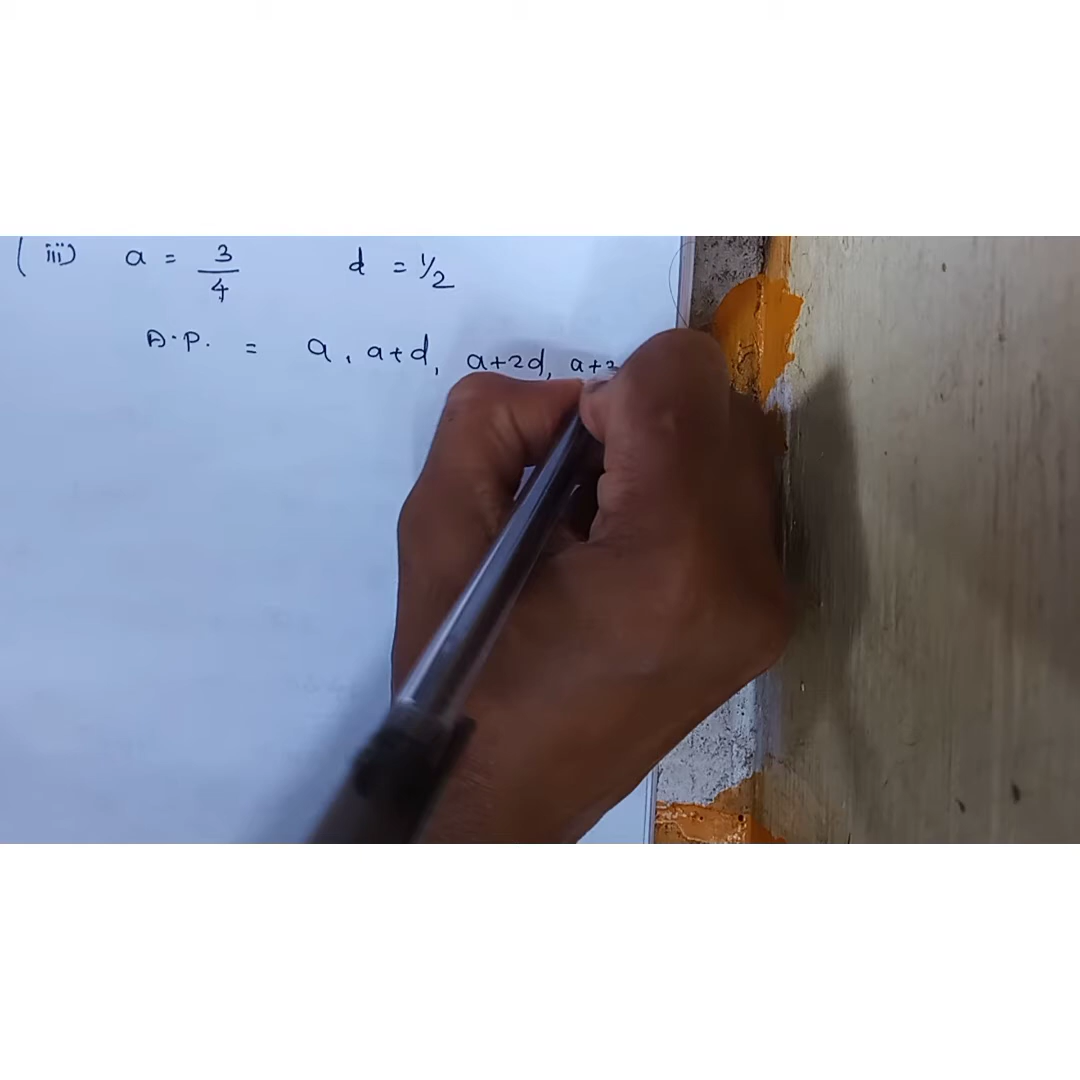 (iii) a = 3/4 d = 1/2
A.P. = a, a+d, a+2d, a+